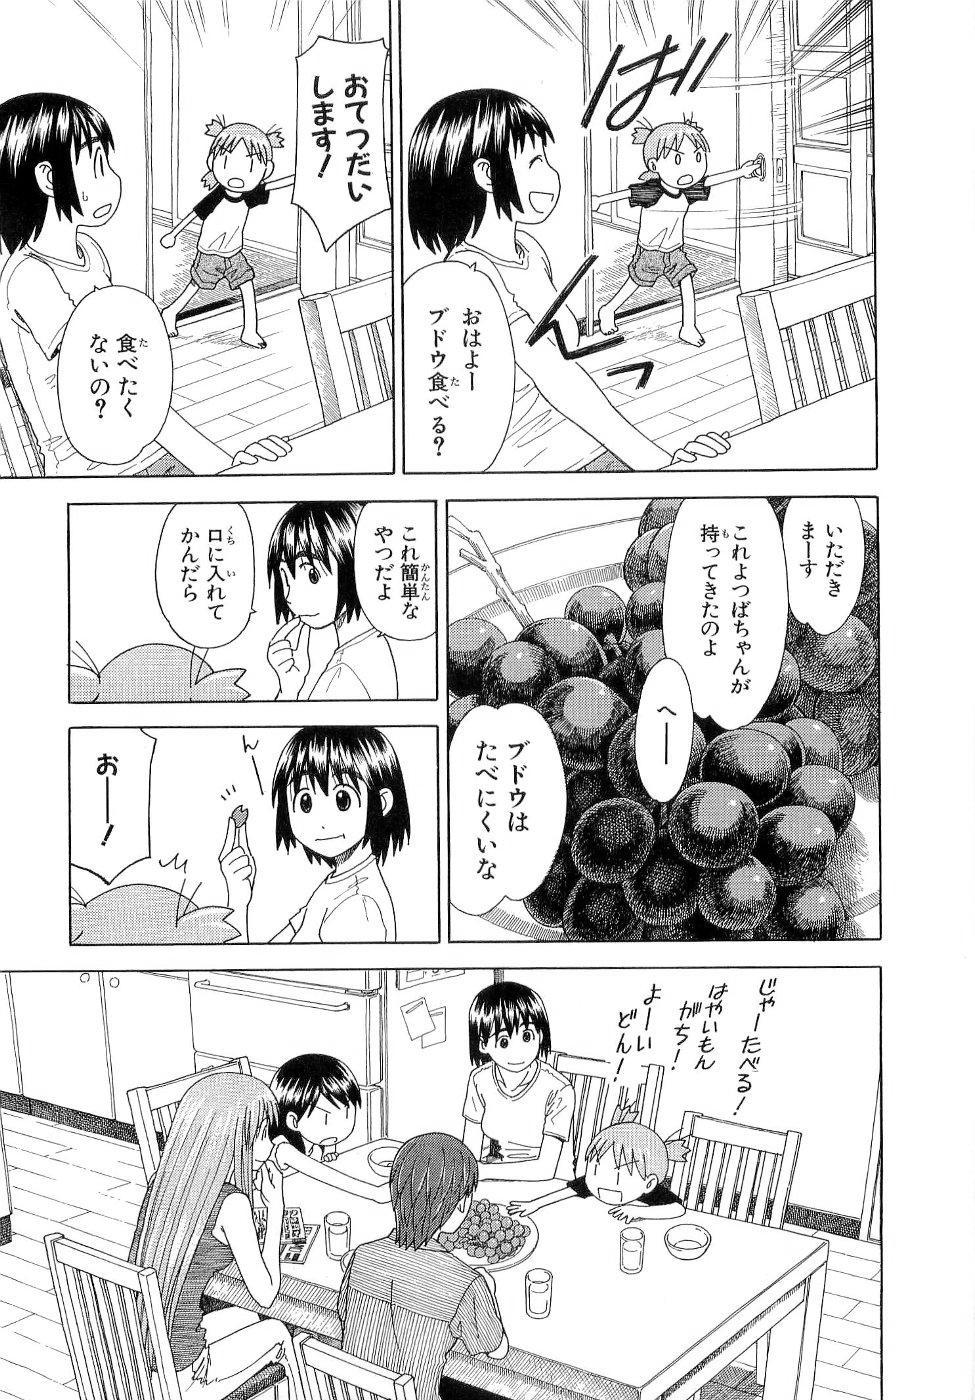 ばんっ
おはよー
ブドウ食べる？
おてつだい
します！
食べたく
ないの？
いただき
まーす
これよつばちゃんが
持ってきたのよ
へー
ブドウは
たべにくいな
これ簡単な
やつだよ
口に入れて
かんだら
ん
おー！
じゃーたべる！
はやいもん
がち！
よーい
どん！